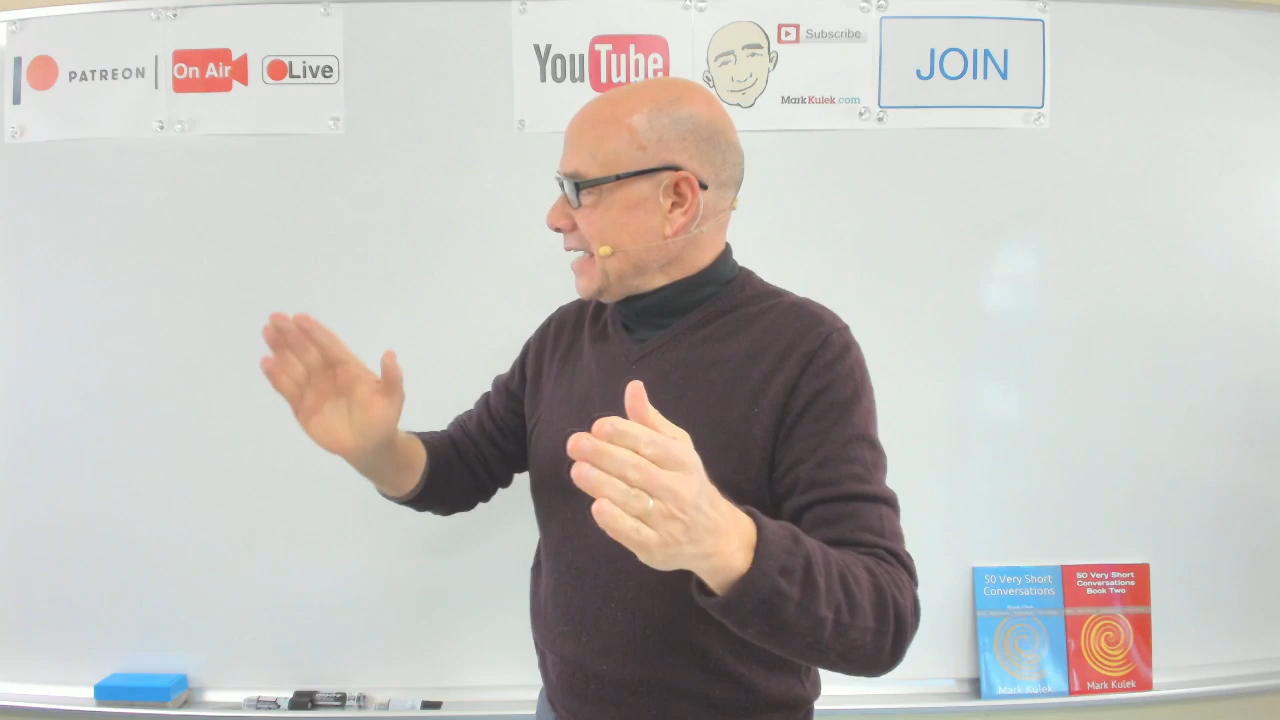 PATREON
On Air
Live
YouTube
Subscribe
MarkKulek.com
JOIN
50 Very Short
Conversations
Mark Kulek
50 Very Short
Conversations
Book Two
Mark Kulek